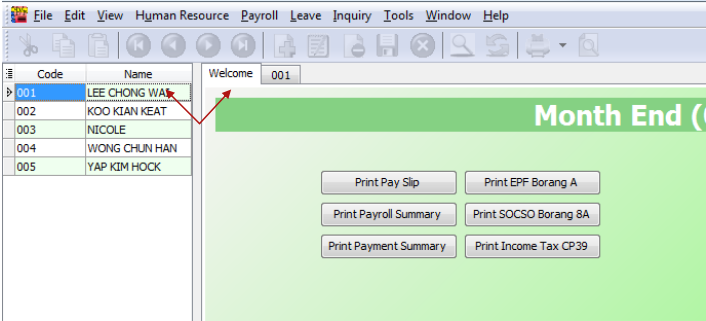 File Edit View Human Resource Payroll Leave Inquiry Tools Window Help
Code Name
001 LEE CHONG WAI
002 KOO KIAN KEAT
003 NICOLE
004 WONG CHUN HAN
005 YAP KIM HOCK
Welcome 001
Month End (
Print Pay Slip Print EPF Borang A
Print Payroll Summary Print SOCSO Borang 8A
Print Payment Summary Print Income Tax CP39